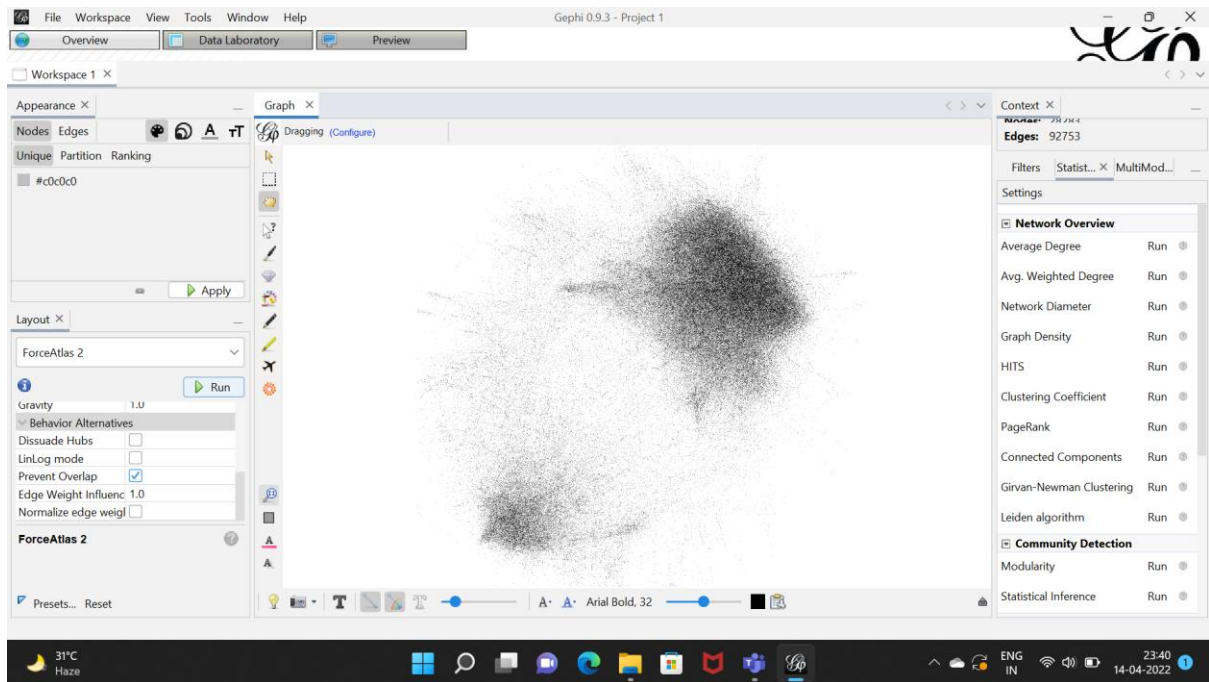 File Workspace View Tools Window Help
Gephi 0.9.3 - Project 1
Overview
Data Laboratory
Preview
Workspace 1
Appearance
Nodes Edges
Unique Partition Ranking
#c0c0c0
Apply
Layout
ForceAtlas 2
Run
Gravity 1.0
Behavior Alternatives
Dissuade Hubs
LinLog mode
Prevent Overlap
Edge Weight Influenc 1.0
Normalize edge weigl
ForceAtlas 2
Presets... Reset
Graph
Dragging (Configure)
Arial Bold, 32
Context
Edges: 92753
Filters Statist... MultiMod...
Settings
Network Overview
Average Degree Run
Avg. Weighted Degree Run
Network Diameter Run
Graph Density Run
HITS Run
Clustering Coefficient Run
PageRank Run
Connected Components Run
Girvan-Newman Clustering Run
Leiden algorithm Run
Community Detection
Modularity Run
Statistical Inference Run
31°C
Haze
ENG
IN
23:40
14-04-2022
1